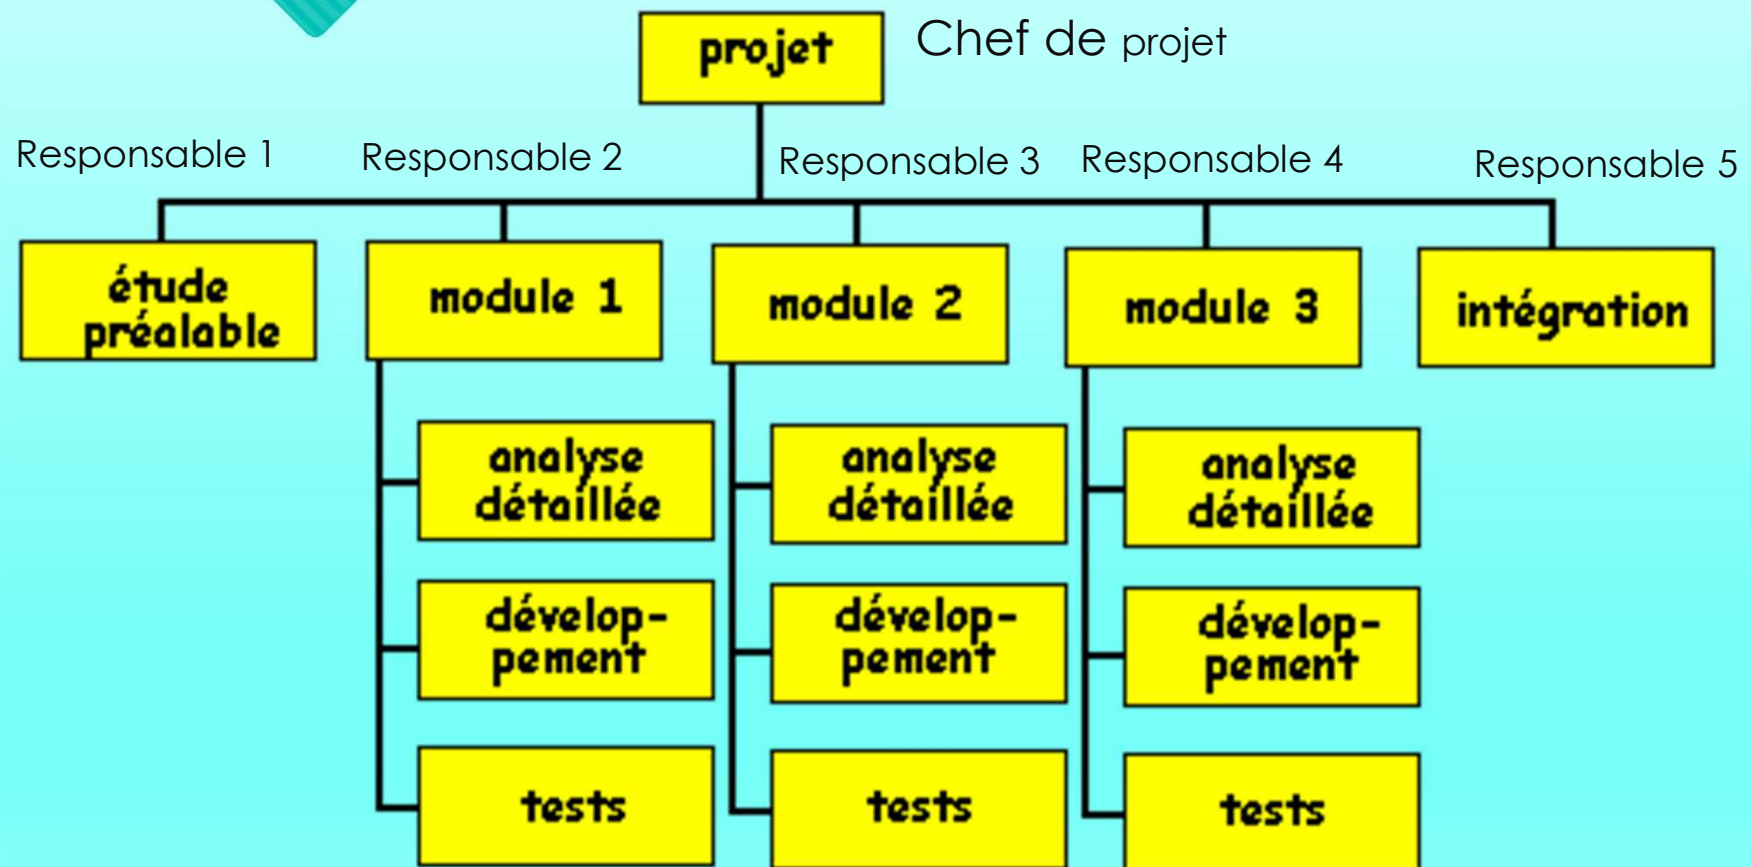 projet
Chef de projet
Responsable 1
Responsable 2
Responsable 3
Responsable 4
Responsable 5
étude
préalable
module 1
module 2
module 3
intégration
analyse
détaillée
analyse
détaillée
analyse
détaillée
dévelop-
pement
dévelop-
pement
dévelop-
pement
tests
tests
tests